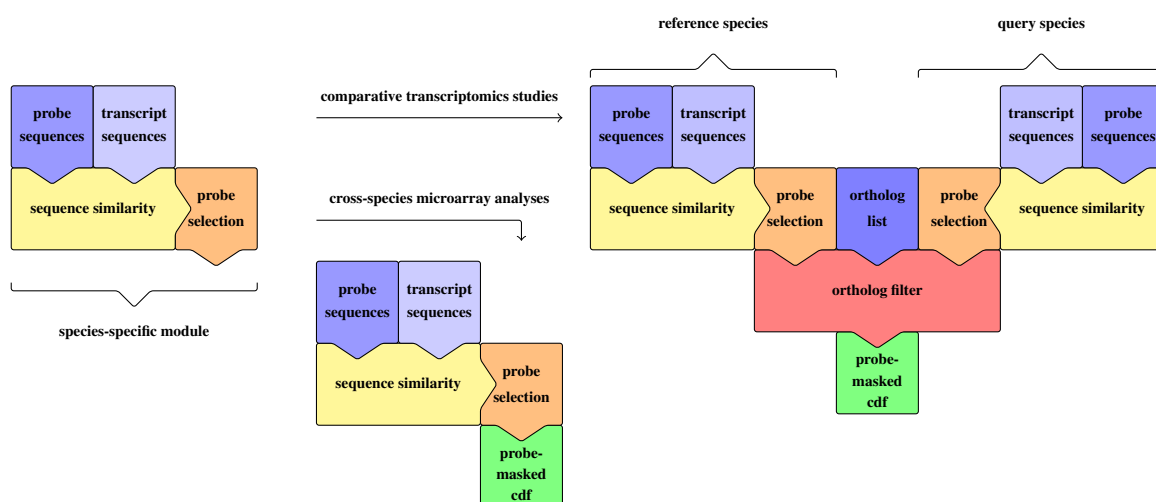 reference species
query species
probe
sequences
transcript
sequences
sequence similarity
probe
selection
species-specific module
comparative transcriptomics studies
cross-species microarray analyses
probe
sequences
transcript
sequences
sequence similarity
probe
selection
probe-
masked
cdf
probe
sequences
transcript
sequences
sequence similarity
probe
selection
ortholog
list
probe
selection
transcript
sequences
probe
sequences
sequence similarity
ortholog filter
probe-
masked
cdf